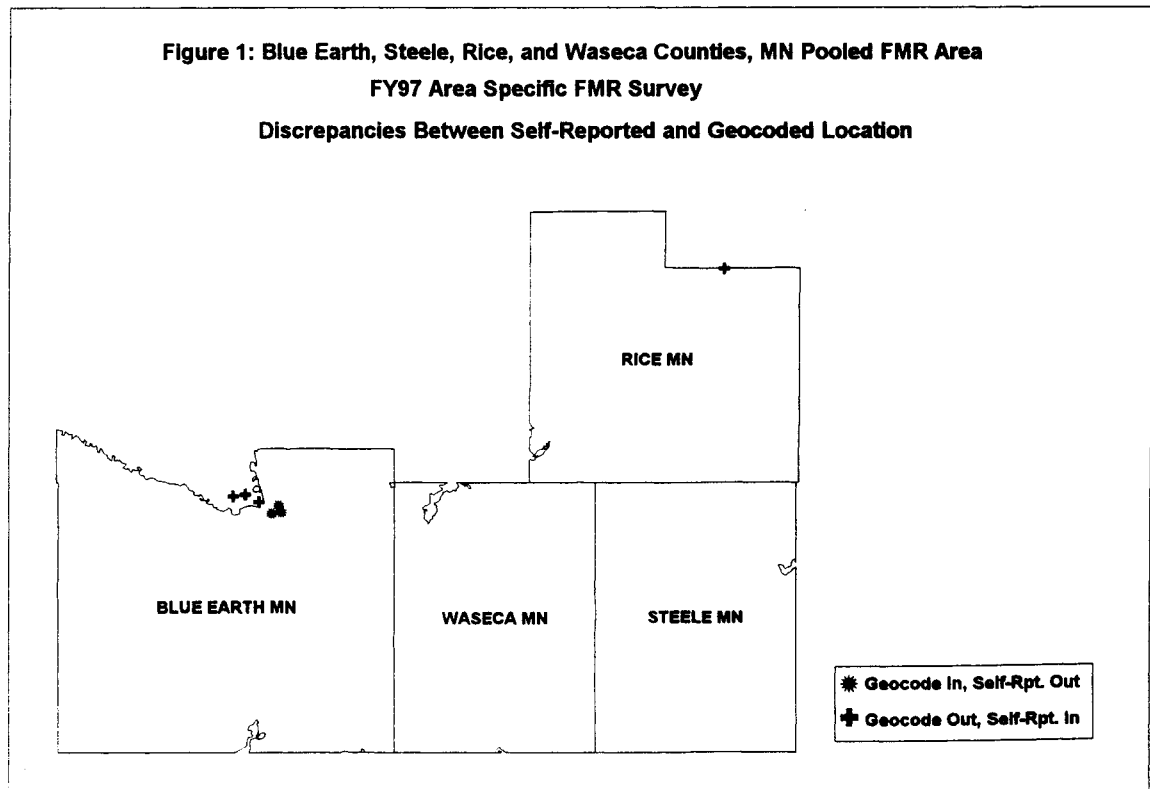 Figure 1: Blue Earth, Steele, Rice, and Waseca Counties, MN Pooled FMR Area
FY97 Area Specific FMR Survey
Discrepancies Between Self-Reported and Geocoded Location
RICE MN
BLUE EARTH MN
WASECA MN
STEELE MN
Geocode In, Self-Rpt. Out
Geocode Out, Self-Rpt. In